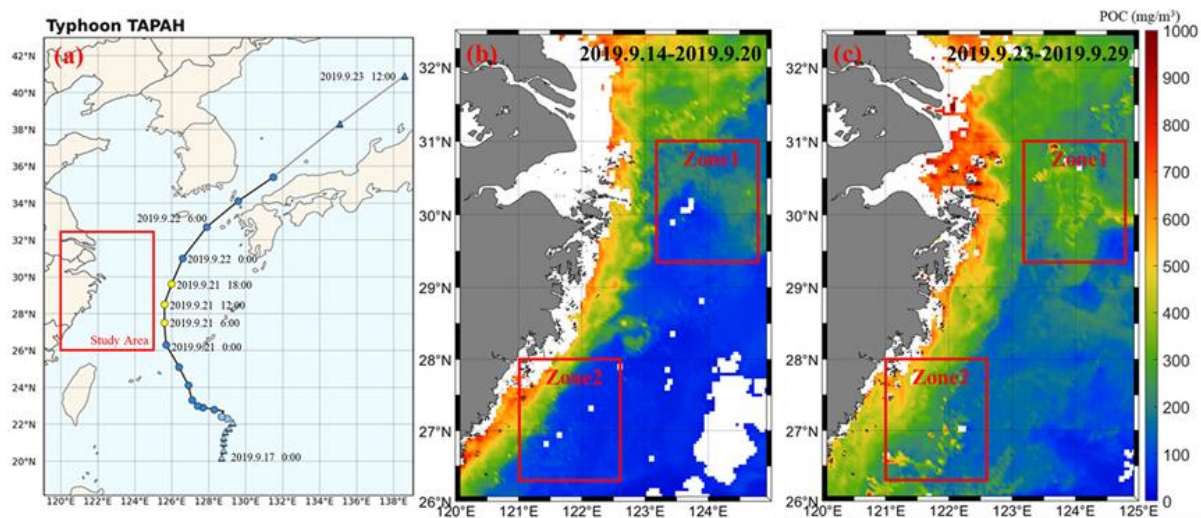 Typhoon TAPAH
(a)
42°N
40°N
38°N
36°N
34°N
32°N
30°N
28°N
26°N
24°N
22°N
20°N
120°E 122°E 124°E 126°E 128°E 130°E 132°E 134°E 136°E 138°E
2019.9.23 12:00
2019.9.22 6:00
2019.9.22 0:00
2019.9.21 18:00
2019.9.21 12:00
2019.9.21 6:00
2019.9.21 0:00
2019.9.17 0:00
Study Area
(b)
2019.9.14-2019.9.20
32°N
31°N
30°N
29°N
28°N
27°N
26°N
120°E 121°E 122°E 123°E 124°E
Zone1
Zone2
(c)
2019.9.23-2019.9.29
32°N
31°N
30°N
29°N
28°N
27°N
26°N
120°E 121°E 122°E 123°E 124°E 125°E
Zone1
Zone2
POC (mg/m³)
1000
900
800
700
600
500
400
300
200
100
0